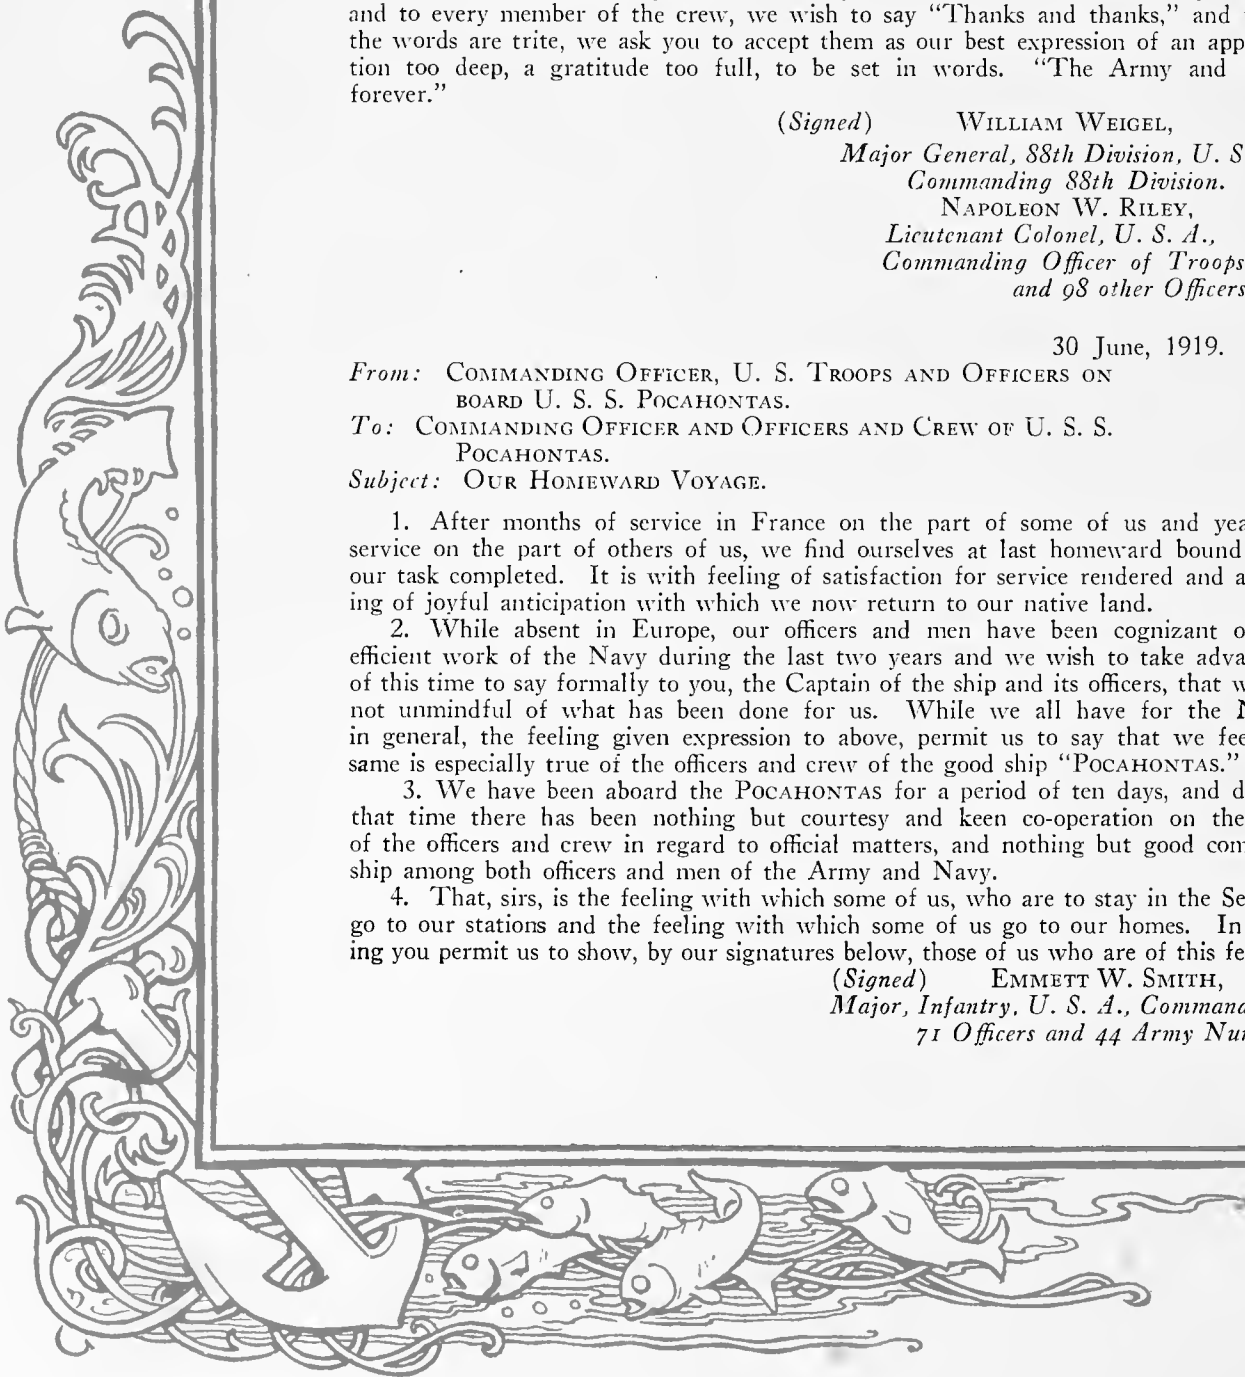 and to every member of the crew, we wish to say "Thanks and thanks," and
the words are trite, we ask you to accept them as our best expression of an app
tion too deep, a gratitude too full, to be set in words. "The Army and
forever."
(Signed) WILLIAM WEIGEL,
Major General, 88th Division, U. S
Commanding 88th Division.
NAPOLEON W. RILEY,
Lieutenant Colonel, U. S. A.,
Commanding Officer of Troops
and 98 other Officers
30 June, 1919.
From: COMMANDING OFFICER, U. S. TROOPS AND OFFICERS ON
BOARD U. S. S. POCAHONTAS.
To: COMMANDING OFFICER AND OFFICERS AND CREW OF U. S. S.
POCAHONTAS.
Subject: OUR HOMEWARD VOYAGE.
1. After months of service in France on the part of some of us and yea
service on the part of others of us, we find ourselves at last homeward bound
our task completed. It is with feeling of satisfaction for service rendered and a
ing of joyful anticipation with which we now return to our native land.
2. While absent in Europe, our officers and men have been cognizant o
efficient work of the Navy during the last two years and we wish to take adva
of this time to say formally to you, the Captain of the ship and its officers, that w
not unmindful of what has been done for us. While we all have for the N
in general, the feeling given expression to above, permit us to say that we fee
same is especially true of the officers and crew of the good ship "POCAHONTAS."
3. We have been aboard the POCAHONTAS for a period of ten days, and d
that time there has been nothing but courtesy and keen co-operation on the
of the officers and crew in regard to official matters, and nothing but good com
ship among both officers and men of the Army and Navy.
4. That, sirs, is the feeling with which some of us, who are to stay in the Se
go to our stations and the feeling with which some of us go to our homes. In
ing you permit us to show, by our signatures below, those of us who are of this fe
(Signed) EMMETT W. SMITH,
Major, Infantry, U. S. A., Command
71 Officers and 44 Army Nur